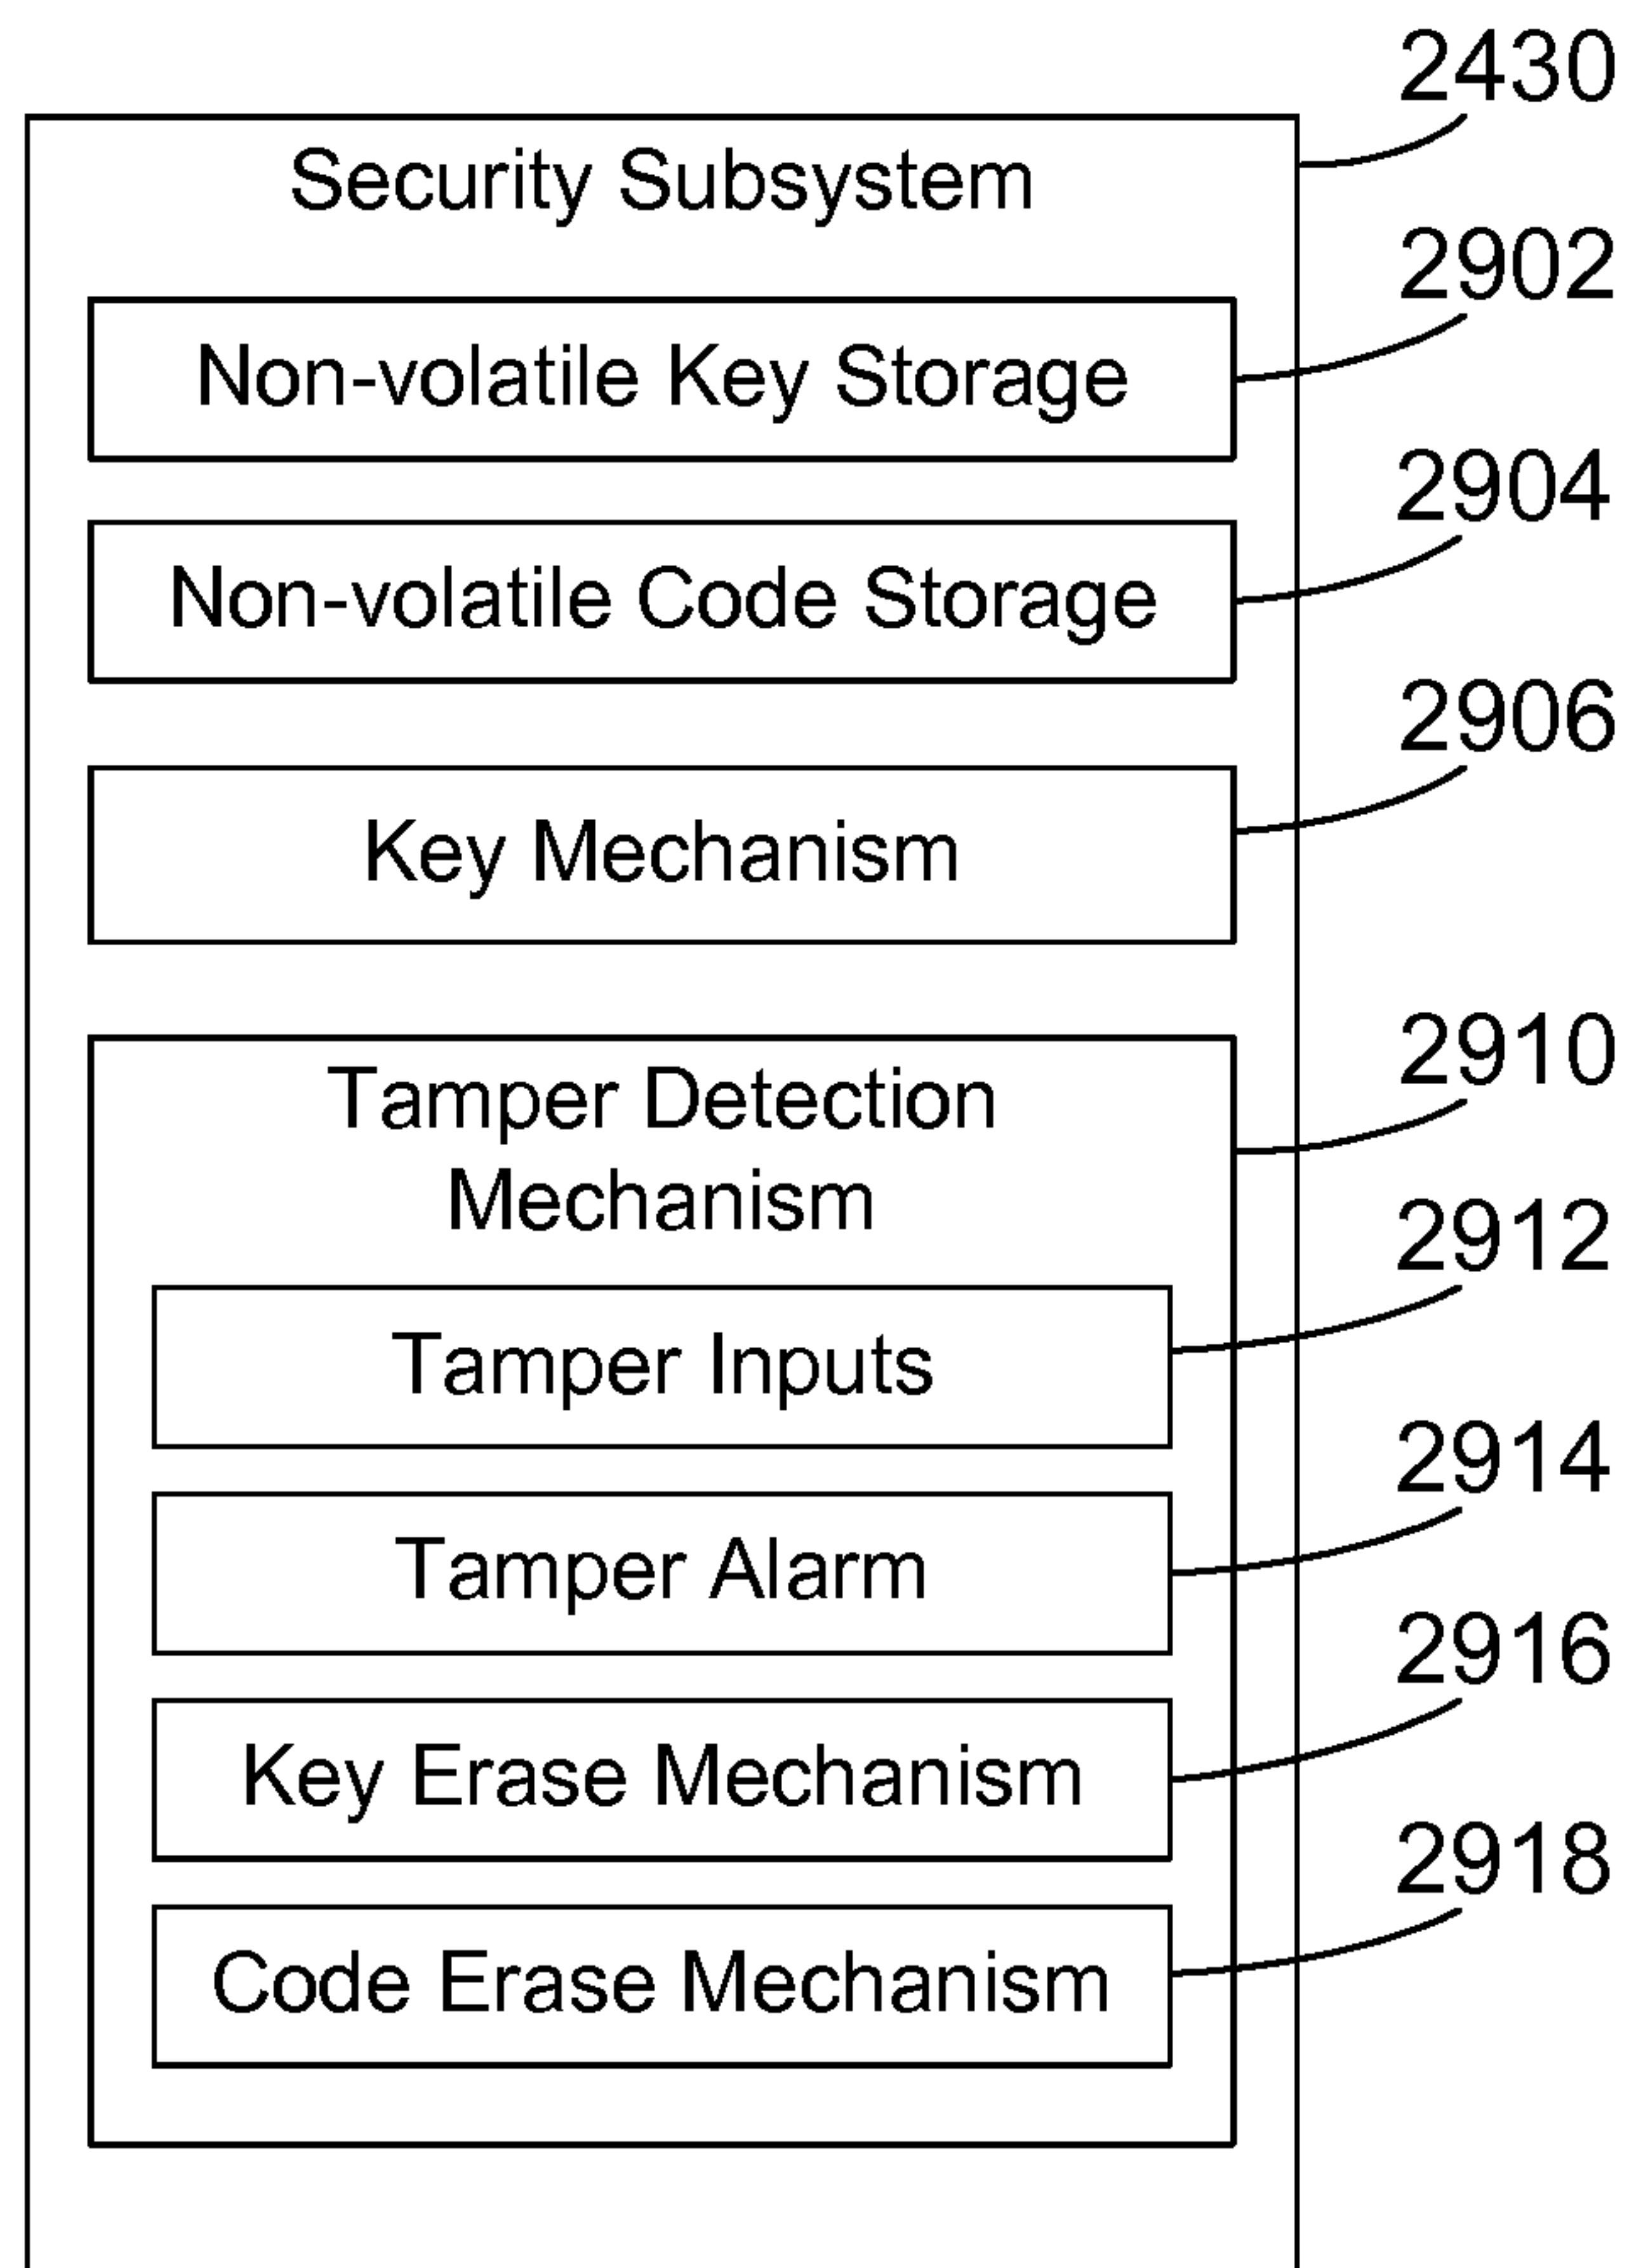 2430
Security Subsystem
2902
Non-volatile Key Storage
2904
Non-volatile Code Storage
2906
Key Mechanism
2910
Tamper Detection
Mechanism
2912
Tamper Inputs
2914
Tamper Alarm
2916
Key Erase Mechanism
2918
Code Erase Mechanism